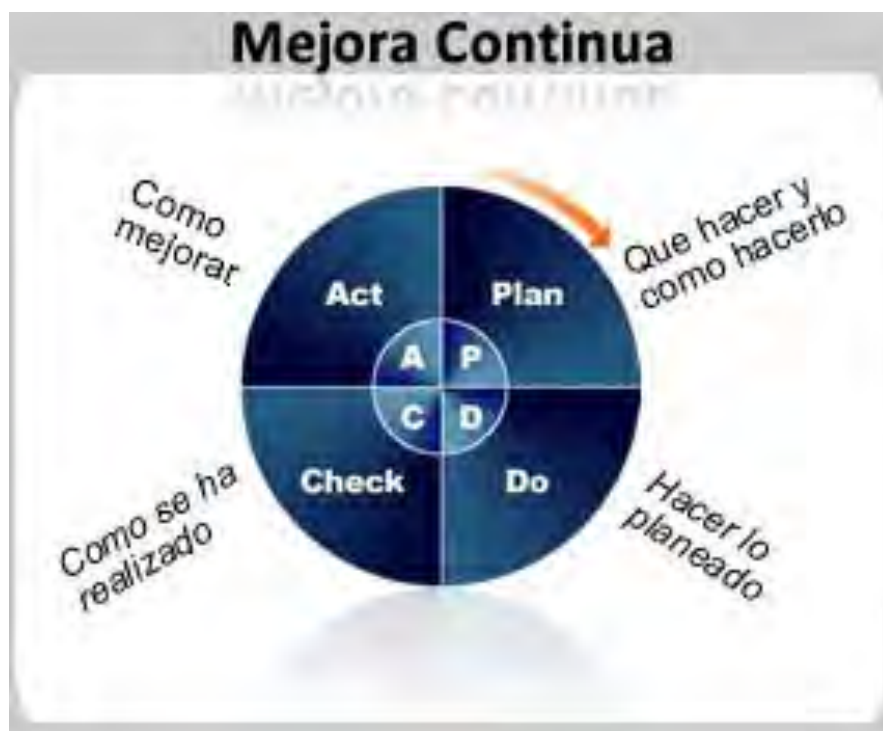 Mejora Continua
Como
mejorar
Que hacer y
como hacerlo
Act
Plan
A
P
C
D
Check
Do
Como se ha
realizado
Hacer lo
planeado